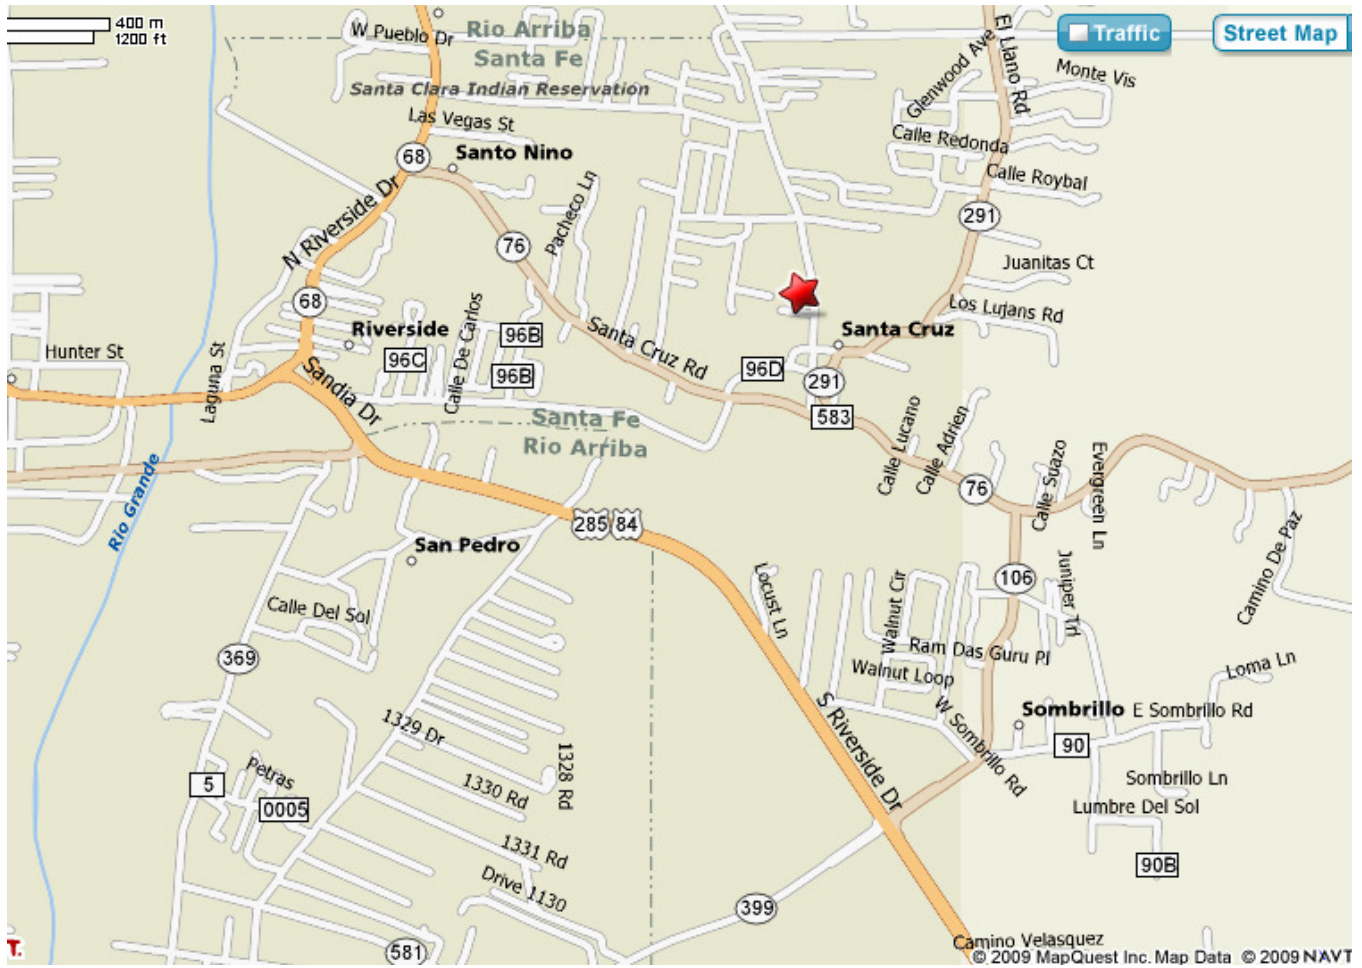 400 m
1200 ft
W Pueblo Dr
Rio Arriba
Santa Fe
Santa Clara Indian Reservation
Traffic
Street Map
El Llano Rd
Glenwood Ave
Monte Vis
Las Vegas St
Calle Redonda
68
Santo Nino
Calle Roybal
N Riverside Dr
Pacheco Ln
291
76
Juanitas Ct
68
Los Lujans Rd
Riverside
Calle De Carlos
96B
Santa Cruz Rd
Santa Cruz
Hunter St
Laguna St
96C
96B
96D
291
Sandia Dr
Santa Fe
Rio Arriba
583
Calle Lucano
Calle Adrien
Calle Suazo
Evergreen Ln
Rio Grande
76
285
84
San Pedro
Camino De Paz
106
Juniper Trl
Locust Ln
Walnut Cir
Calle Del Sol
Ram Das Guru Pl
369
Walnut Loop
Loma Ln
S Riverside Dr
W Sombrillo Rd
Sombrillo
E Sombrillo Rd
1329 Dr
90
1328 Rd
Petras
5
1330 Rd
Sombrillo Ln
0005
Lumbre Del Sol
1331 Rd
90B
Drive 1130
399
581
Camino Velasquez
T.
© 2009 MapQuest Inc. Map Data © 2009 NAVT